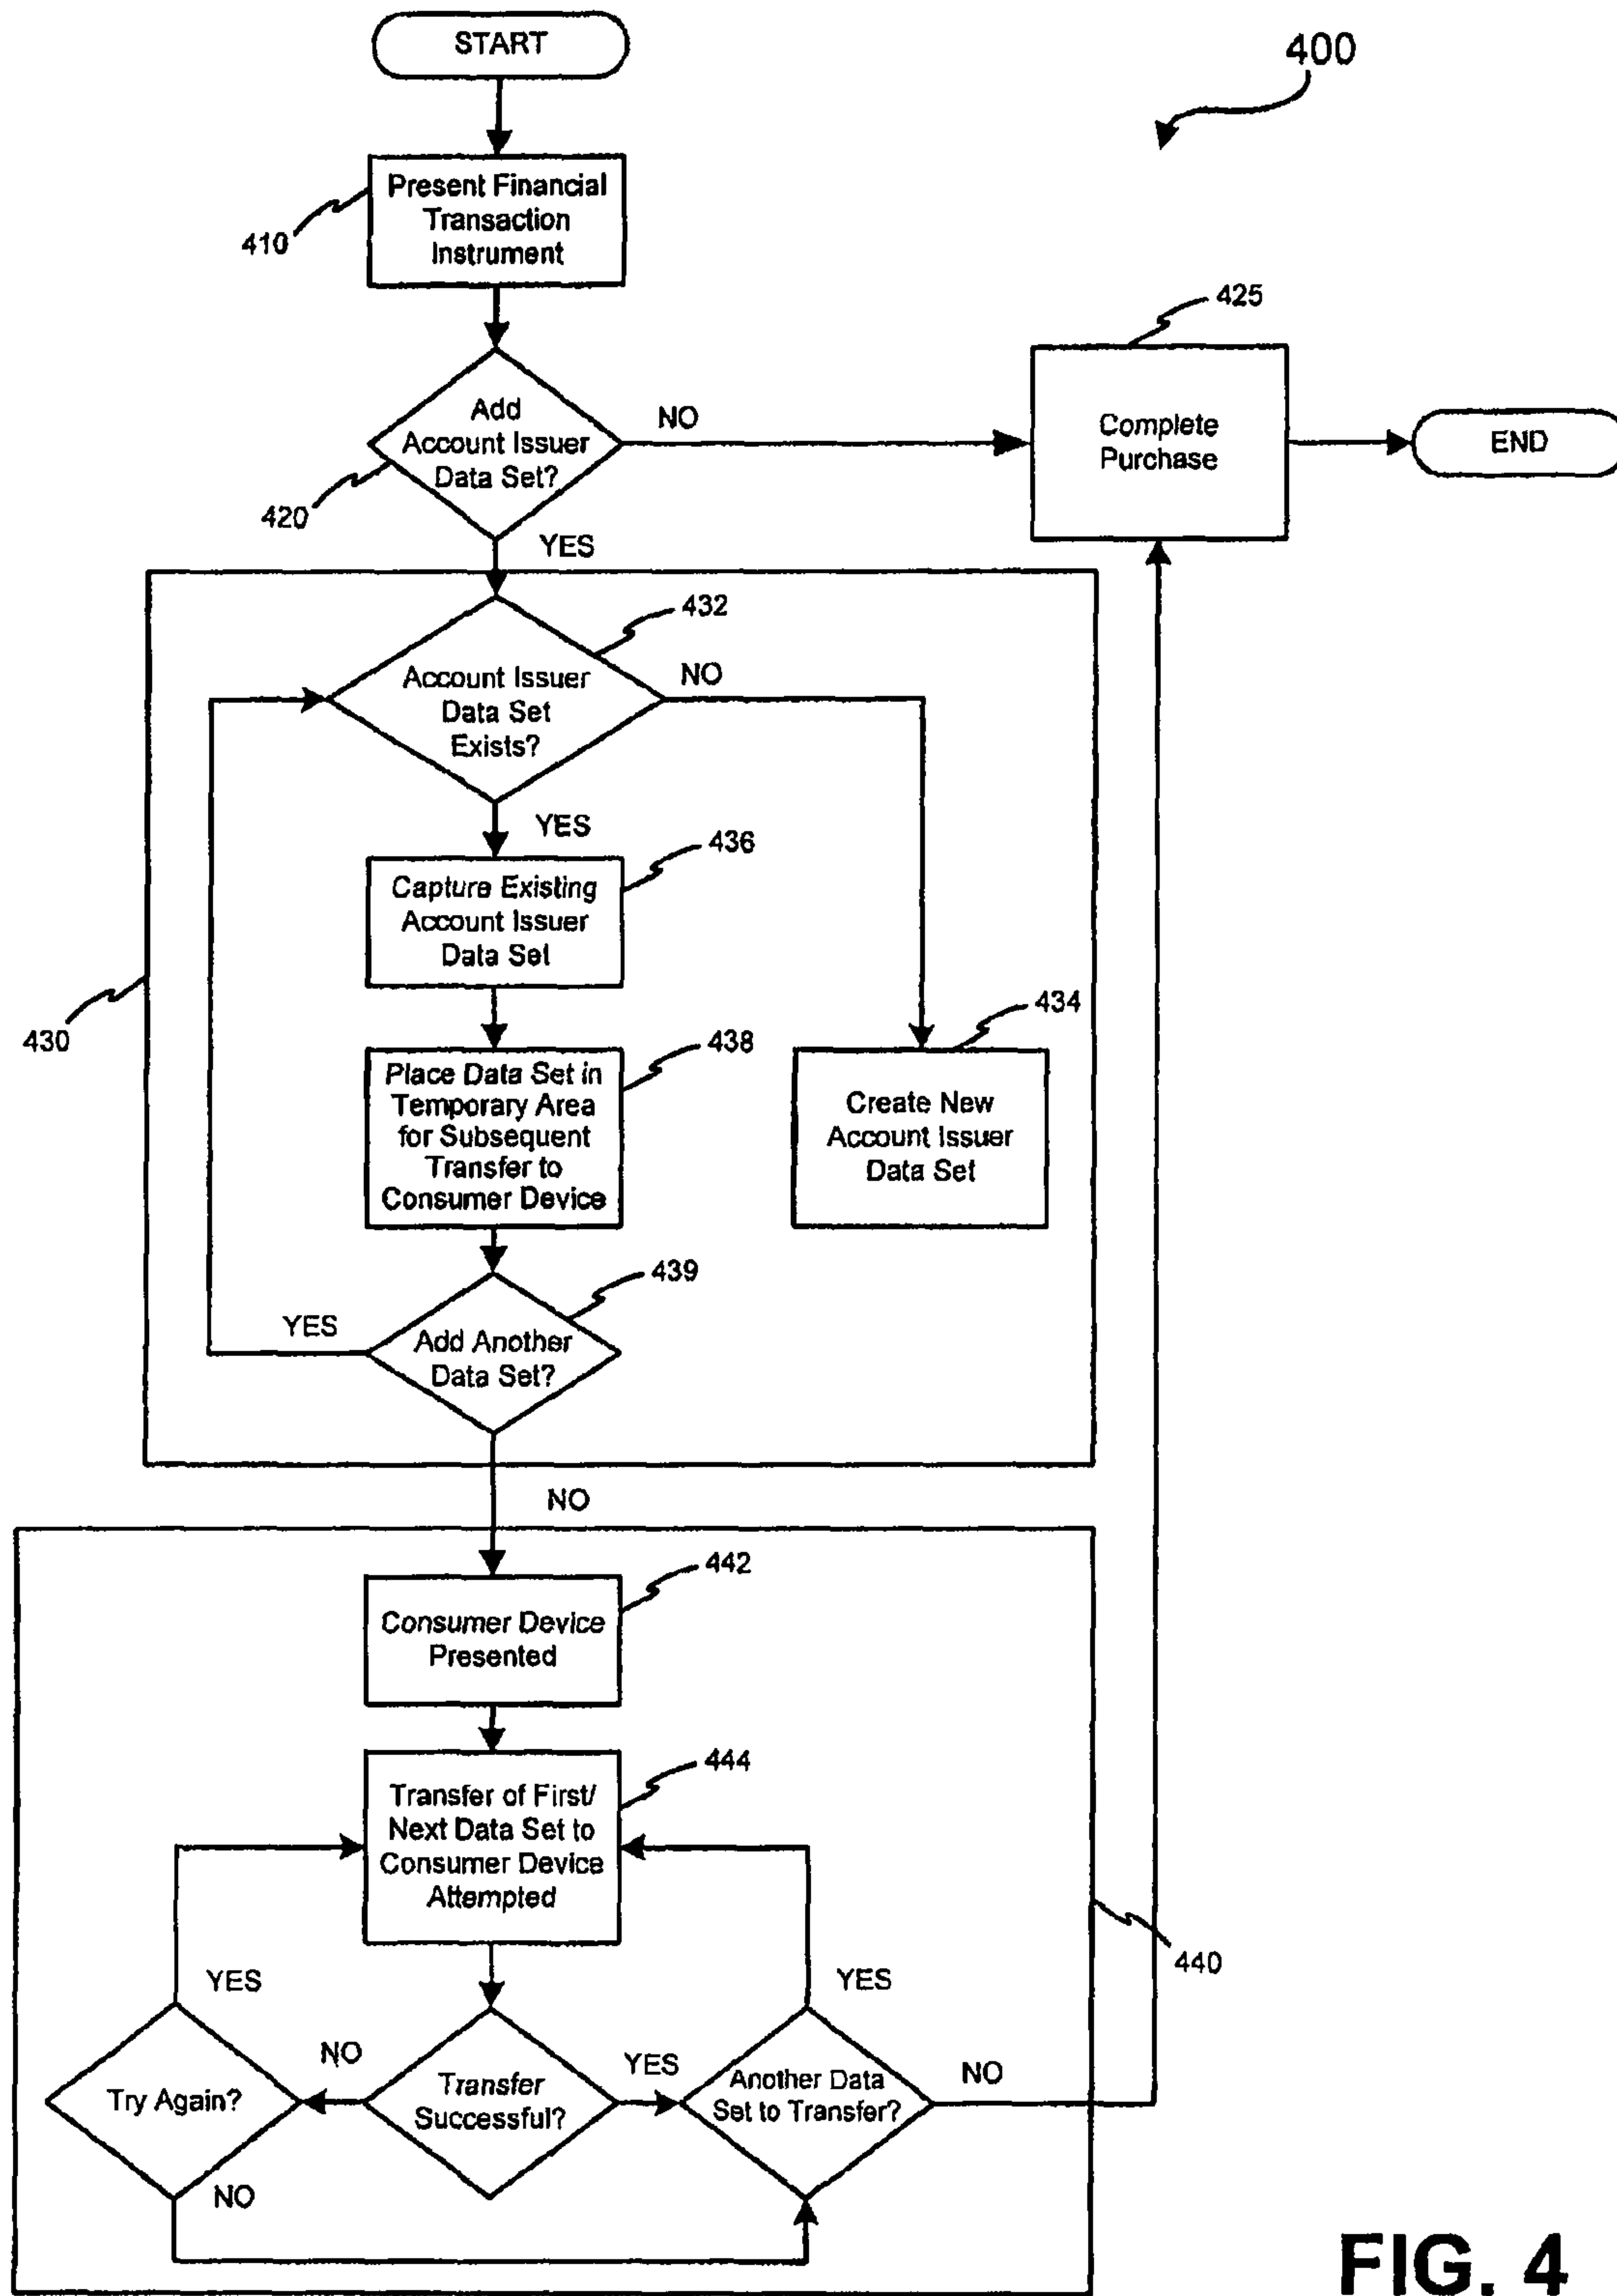 START
400
Present Financial
Transaction
Instrument
410
425
Add
Account Issuer
Data Set?
NO
420
Complete
Purchase
END
YES
432
Account Issuer
Data Set
Exists?
NO
YES
436
Capture Existing
Account Issuer
Data Set
430
434
438
Place Data Set in
Temporary Area
for Subsequent
Transfer to
Consumer Device
Create New
Account Issuer
Data Set
439
YES
Add Another
Data Set?
NO
442
Consumer Device
Presented
444
Transfer of First/
Next Data Set to
Consumer Device
Attempted
440
YES
YES
Try Again?
NO
Transfer
Successful?
YES
Another Data
Set to Transfer?
NO
NO
FIG. 4